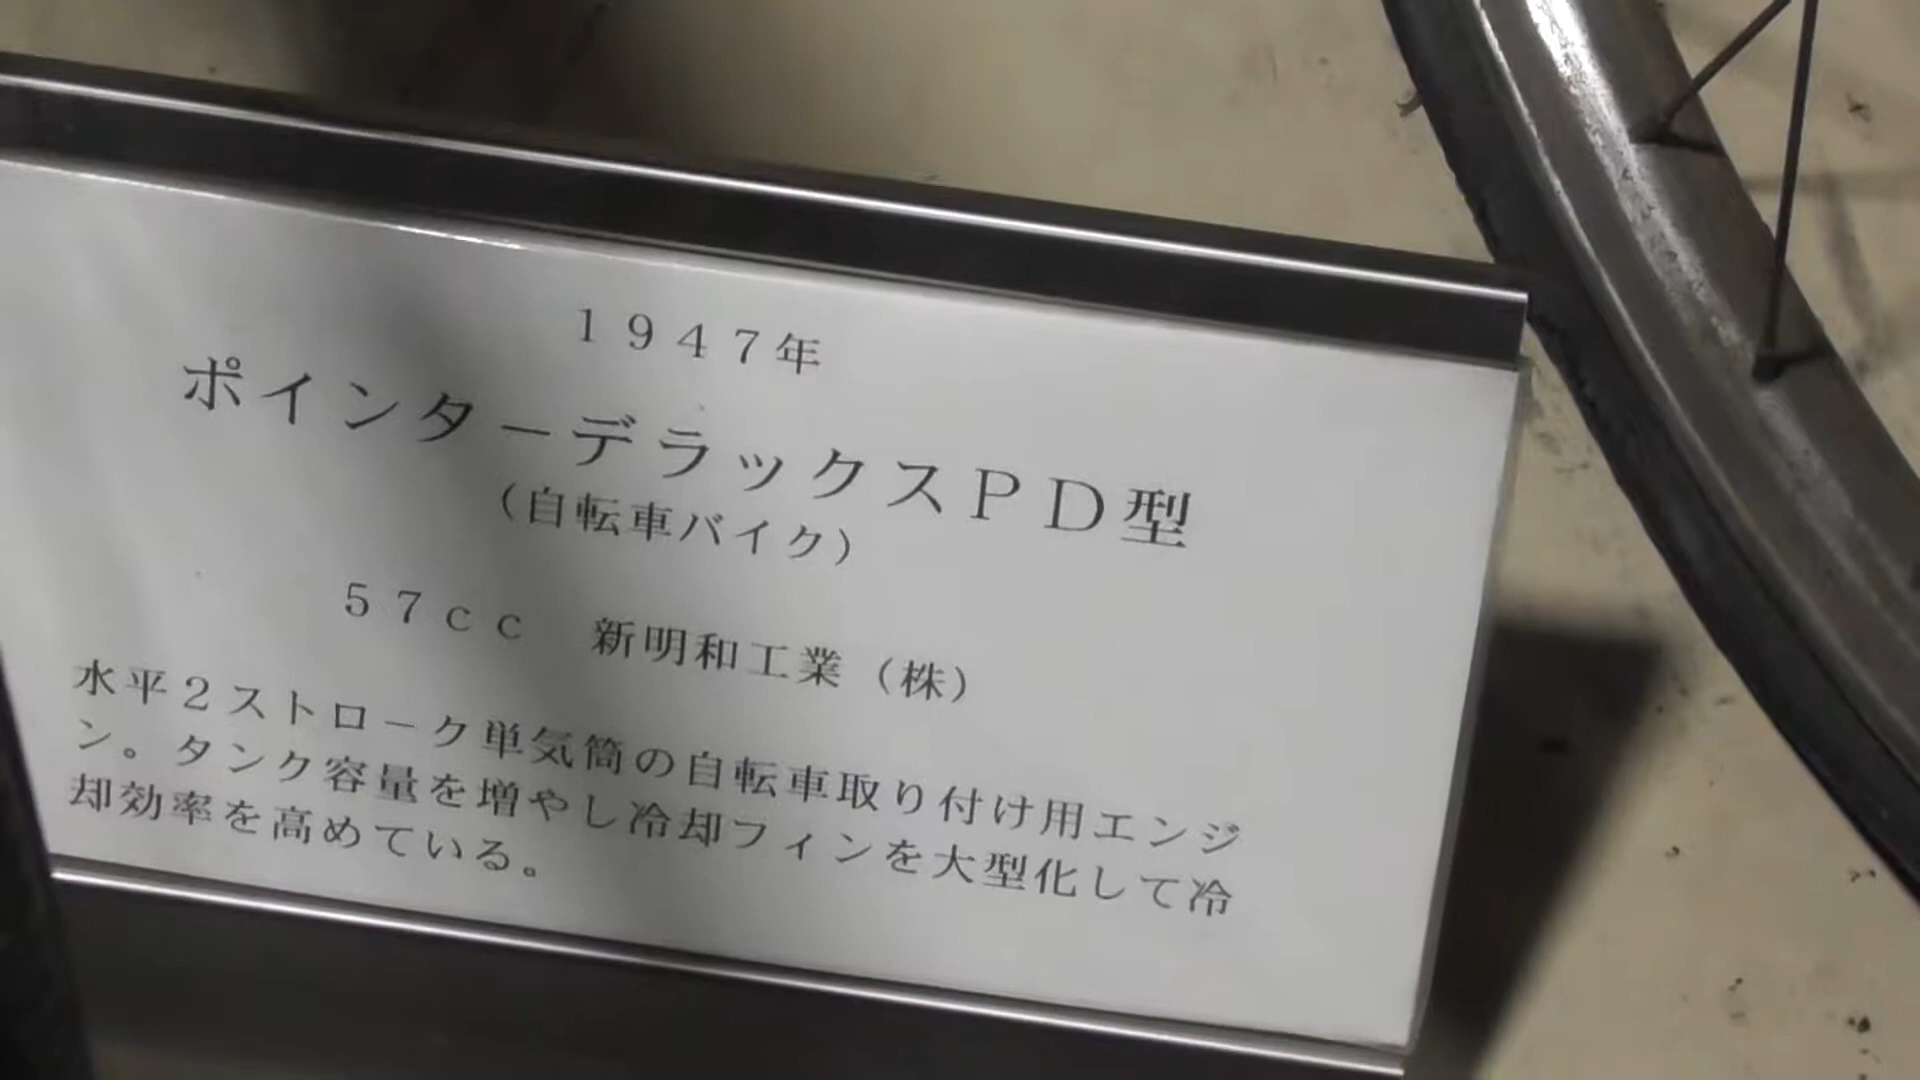 １９４７年
ポインターデラックスＰＤ型
（自転車バイク）
５７ｃｃ　新明和工業（株）
水平２ストローク単気筒の自転車取り付け用エンジ
ン。タンク容量を増やし冷却フィンを大型化して冷
却効率を高めている。